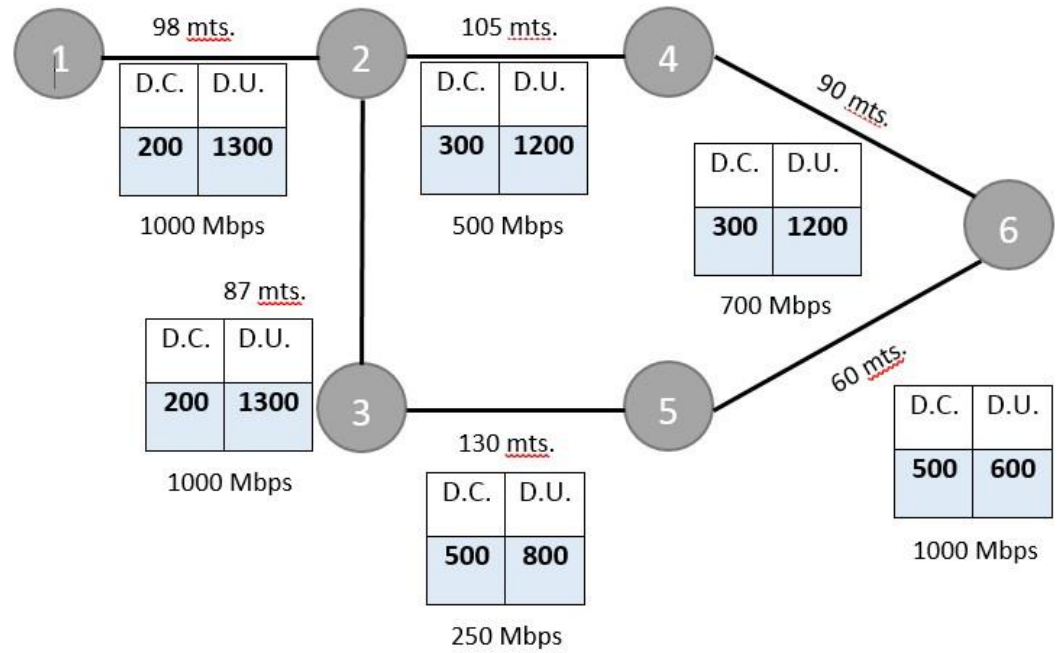 98 mts.
105 mts.
1
2
4
D.C. D.U.
200 1300
1000 Mbps
D.C. D.U.
300 1200
500 Mbps
90 mts.
D.C. D.U.
300 1200
700 Mbps
6
87 mts.
D.C. D.U.
200 1300
1000 Mbps
3
5
130 mts.
D.C. D.U.
500 800
250 Mbps
60 mts.
D.C. D.U.
500 600
1000 Mbps